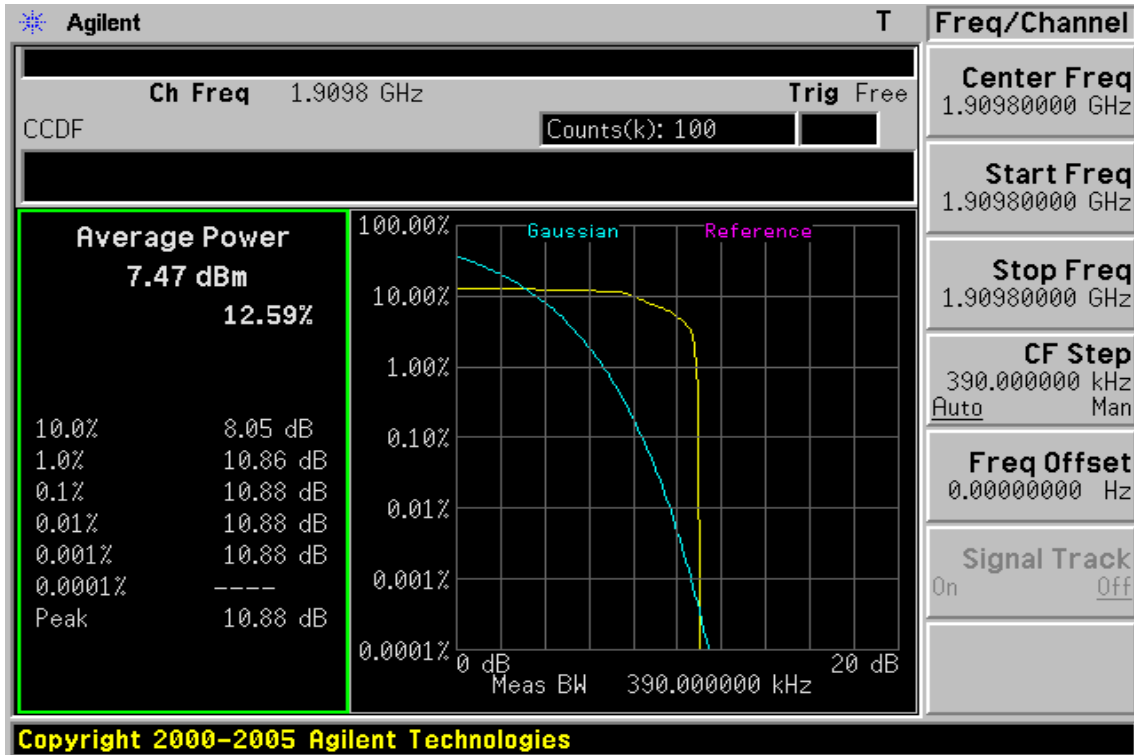 Agilent T
Ch Freq 1.9098 GHz Trig Free
CCDF Counts(k): 100
Average Power
7.47 dBm
12.59%
10.0% 8.05 dB
1.0% 10.86 dB
0.1% 10.88 dB
0.01% 10.88 dB
0.001% 10.88 dB
0.0001% ----
Peak 10.88 dB
Gaussian Reference
100.00%
10.00%
1.00%
0.10%
0.01%
0.001%
0.0001%
0 dB 20 dB
Meas BW 390.000000 kHz
Freq/Channel
Center Freq
1.90980000 GHz
Start Freq
1.90980000 GHz
Stop Freq
1.90980000 GHz
CF Step
390.000000 kHz
Auto Man
Freq Offset
0.00000000 Hz
Signal Track
On Off
Copyright 2000-2005 Agilent Technologies